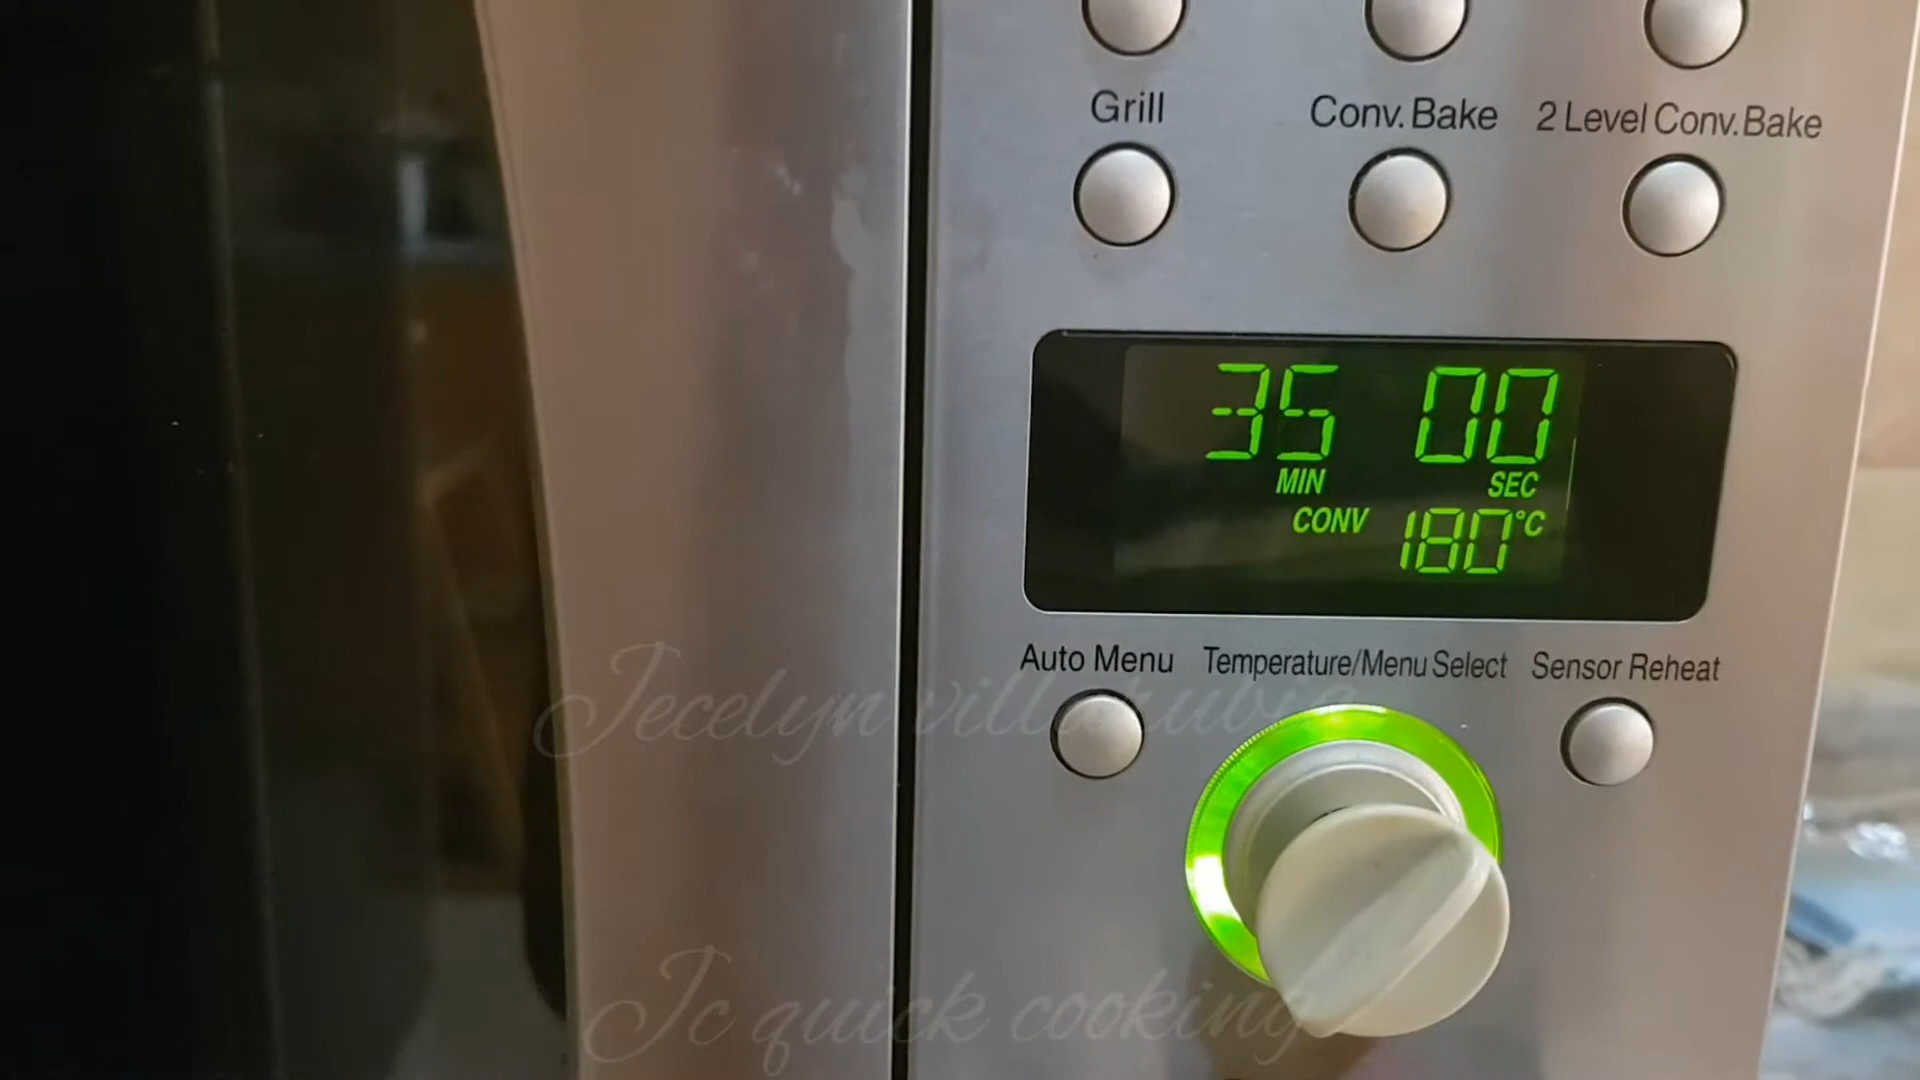 Grill Conv. Bake 2 Level Conv. Bake
35 00
MIN SEC
CONV 180°C
Auto Menu Temperature/Menu Select Sensor Reheat
Jecelyn villarubia
Jc quick cooking